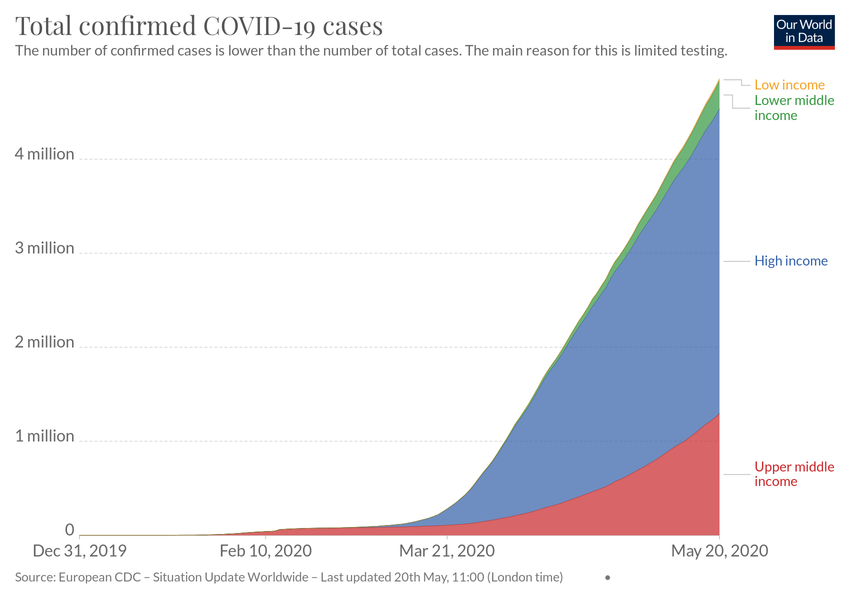 Total confirmed COVID-19 cases
Our World
in Data
The number of confirmed cases is lower than the number of total cases. The main reason for this is limited testing.
Low income
Lower middle
income
4 million
3 million
High income
2 million
1 million
Upper middle
income
0
Dec 31, 2019
Feb 10, 2020
Mar 21, 2020
May 20, 2020
Source: European CDC – Situation Update Worldwide – Last updated 20th May, 11:00 (London time)